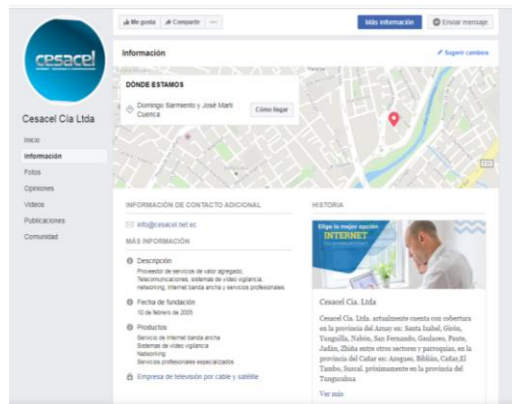 Me gusta
Compartir
Más información
Enviar mensaje
cesacel
Cesacel Cia Ltda
Inicio
Información
Fotos
Opiniones
Videos
Publicaciones
Comunidad
Información
Sugerir cambios
DÓNDE ESTAMOS
Domingo Sarmiento y José Martí
Cuenca
Cómo llegar
INFORMACIÓN DE CONTACTO ADICIONAL
info@cesacel.net.ec
MÁS INFORMACIÓN
Descripción
Proveedor de servicios de valor agregado,
Telecomunicaciones, sistemas de video vigilancia,
networking, Internet banda ancha y servicios profesionales
Fecha de fundación
10 de febrero de 2005
Productos
Servicio de Internet banda ancha
Sistemas de video vigilancia
Networking
Servicios profesionales especializados
Empresa de televisión por cable y satélite
HISTORIA
Elige la mejor opción
INTERNET
Cesacel Cia. Ltda
Cesacel Cia. Ltda. actualmente cuenta con cobertura
en la provincia del Azuay en: Santa Isabel, Girón,
Yunguilla, Nabón, San Fernando, Gualaceo, Paute,
Jadán, Zhiña entre otros sectores y parroquias, en la
provincia del Cañar en: Azogues, Biblián, Cañar,El
Tambo, Suscal. próximamente en la provincia del
Tungurahua
Ver más